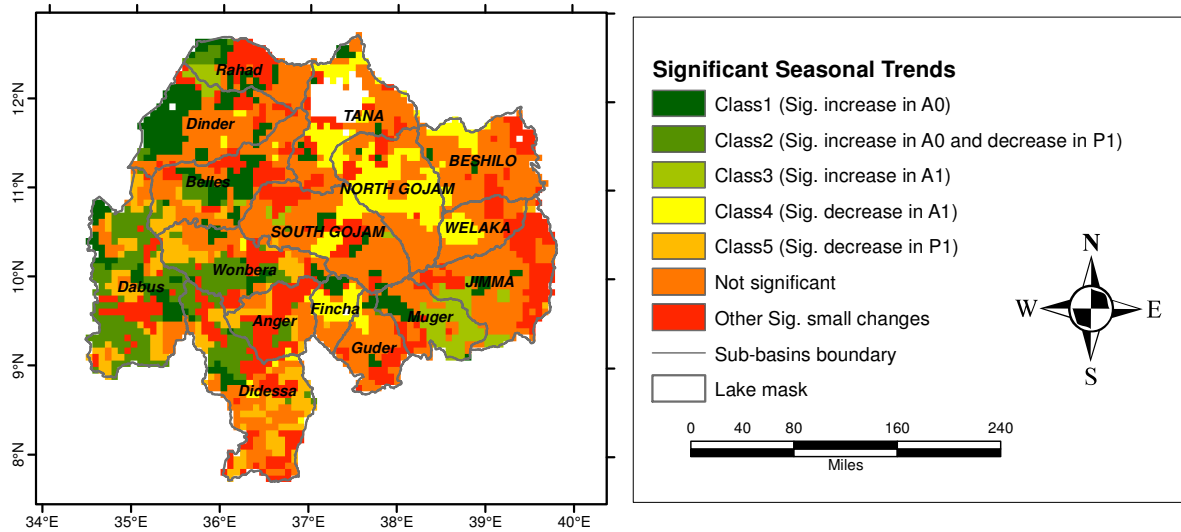 12°N
11°N
10°N
9°N
8°N
34°E
35°E
36°E
37°E
38°E
39°E
40°E
Rahad
Dinder
TANA
BESHILO
Belles
NORTH GOJAM
SOUTH GOJAM
WELAKA
Wonbera
Dabus
JIMMA
Fincha
Anger
Muger
Guder
Didessa
Significant Seasonal Trends
Class1 (Sig. increase in A0)
Class2 (Sig. increase in A0 and decrease in P1)
Class3 (Sig. increase in A1)
Class4 (Sig. decrease in A1)
Class5 (Sig. decrease in P1)
Not significant
Other Sig. small changes
Sub-basins boundary
Lake mask
0 40 80 160 240
Miles
N
W
E
S